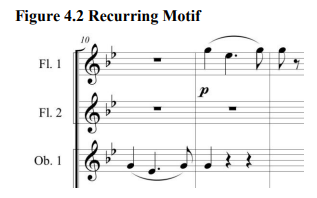 Figure 4.2 Recurring Motif
10
Fl. 1
p
Fl. 2
Ob. 1